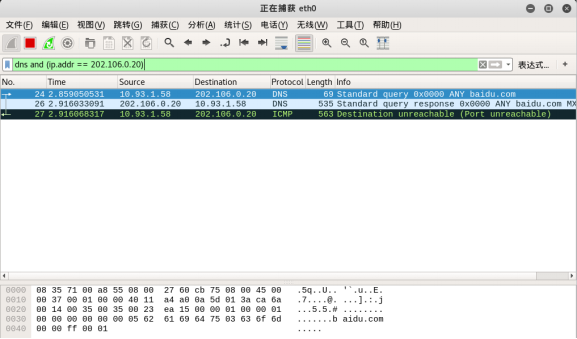 正在捕获 eth0
文件(F) 编辑(E) 视图(V) 跳转(G) 捕获(C) 分析(A) 统计(S) 电话(Y) 无线(W) 工具(T) 帮助(H)
dns and (ip.addr == 202.106.0.20) 表达式… +
No. Time Source Destination Protocol Length Info
24 2.859050531 10.93.1.58 202.106.0.20 DNS 69 Standard query 0x0000 ANY baidu.com
26 2.916033091 202.106.0.20 10.93.1.58 DNS 535 Standard query response 0x0000 ANY baidu.com MX
27 2.916068317 10.93.1.58 202.106.0.20 ICMP 563 Destination unreachable (Port unreachable)
0000 08 35 71 00 a8 55 08 00 27 60 cb 75 08 00 45 00 .5q..U.. '`.u..E.
0010 00 37 00 01 00 00 40 11 a4 a0 0a 5d 01 3a ca 6a .7....@. ...].:.j
0020 00 14 00 35 00 35 00 23 ea 15 00 00 01 00 00 01 ...5.5.# ........
0030 00 00 00 00 00 00 05 62 61 69 64 75 03 63 6f 6d .......b aidu.com
0040 00 00 ff 00 01 .....